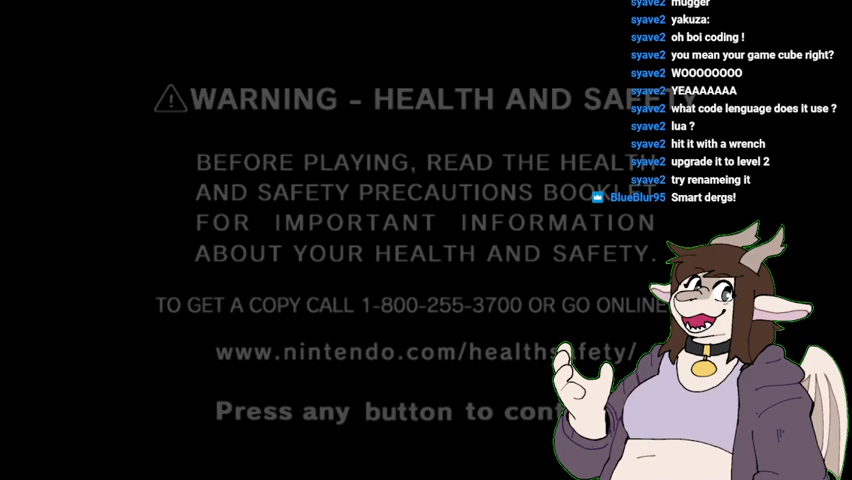 mugger
syave2 yakuza:
syave2 oh boi coding !
syave2 you mean your game cube right?
syave2 WOOOOOOOO
syave2 YEAAAAAAA
syave2 what code lenguage does it use ?
syave2 lua ?
syave2 hit it with a wrench
syave2 upgrade it to level 2
syave2 try renameing it
BlueBlur95 Smart dergs!
WARNING - HEALTH AND SAFETY
BEFORE PLAYING, READ THE HEALTH
AND SAFETY PRECAUTIONS BOOKLET
FOR IMPORTANT INFORMATION
ABOUT YOUR HEALTH AND SAFETY.
TO GET A COPY CALL 1-800-255-3700 OR GO ONLINE
www.nintendo.com/healthsafety/
Press any button to cont